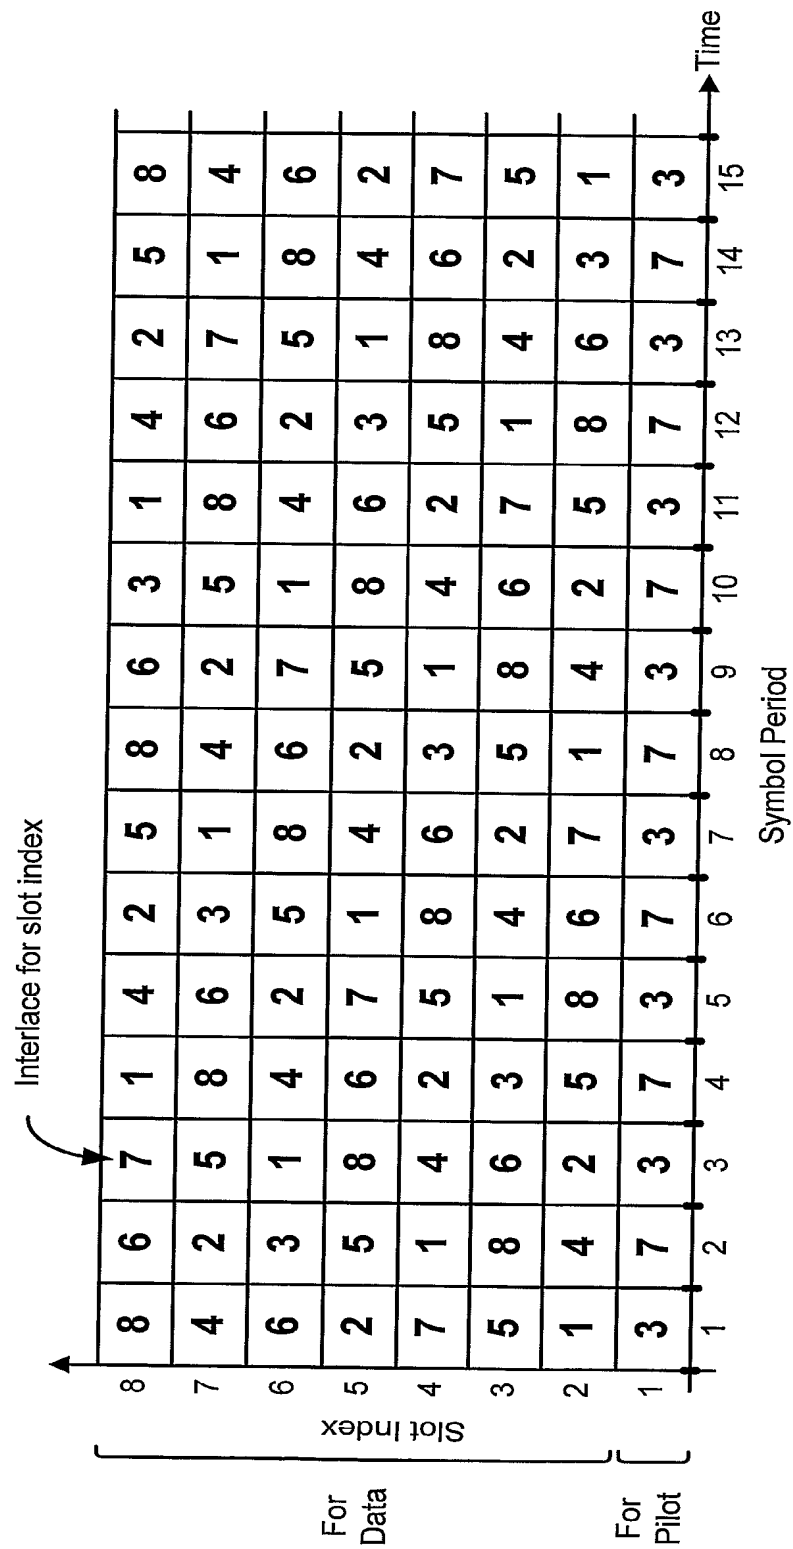 Interlace for slot index
8 8 6 7 1 4 2 5 8 6 3 1 4 2 5 8
7 4 2 5 8 6 3 1 4 2 5 8 6 7 1 4
6 6 3 1 4 2 5 8 6 7 1 4 2 5 8 6
5 2 5 8 6 7 1 4 2 5 8 6 3 1 4 2
4 7 1 4 2 5 8 6 3 1 4 2 5 8 6 7
3 5 8 6 3 1 4 2 5 8 6 7 1 4 2 5
2 1 4 2 5 8 6 7 1 4 2 5 8 6 3 1
1 3 7 3 7 3 7 3 7 3 7 3 7 3 7 3
Slot Index
For
Data
For
Pilot
1 2 3 4 5 6 7 8 9 10 11 12 13 14 15
Time
Symbol Period